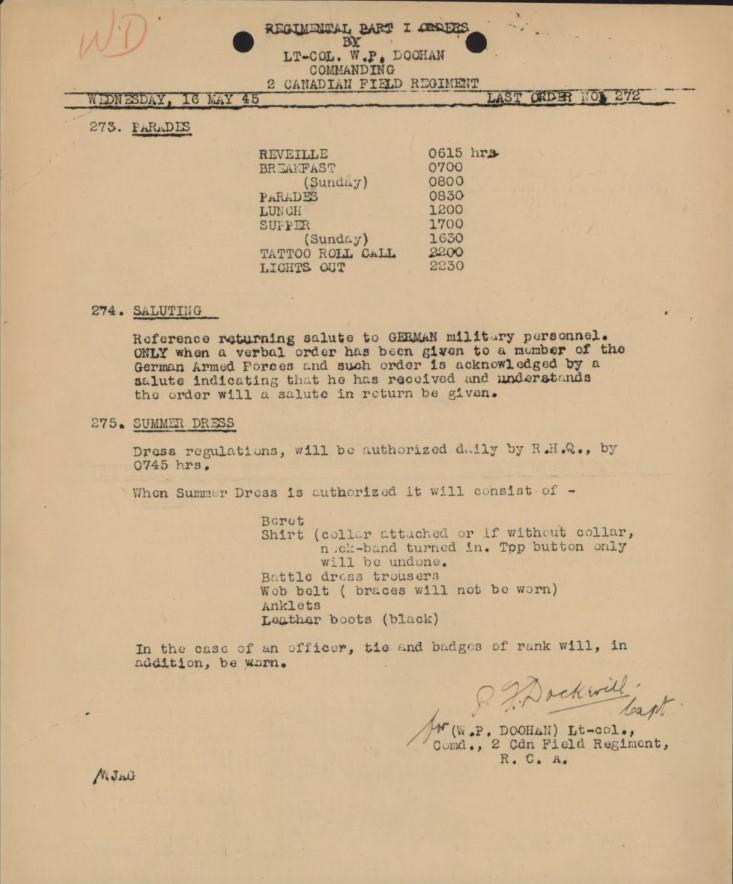 WD
REGIMENTAL PART I ORDERS
BY
LT-COL. W.P. DOOHAN
COMMANDING
2 CANADIAN FIELD REGIMENT
WEDNESDAY, 16 MAY 45 LAST ORDER NO. 272
273. PARADES
REVEILLE 0615 hrs
BREAKFAST 0700
(Sunday) 0800
PARADES 0830
LUNCH 1200
SUPPER 1700
(Sunday) 1630
TATTOO ROLL CALL 2200
LIGHTS OUT 2230
274. SALUTING
Reference returning salute to GERMAN military personnel.
ONLY when a verbal order has been given to a member of the
German Armed Forces and such order is acknowledged by a
salute indicating that he has received and understands
the order will a salute in return be given.
275. SUMMER DRESS
Dress regulations, will be authorized daily by R.H.Q., by
0745 hrs.
When Summer Dress is authorized it will consist of -
Beret
Shirt (collar attached or if without collar,
neck-band turned in. Tpp button only
will be undone.
Battle dress trousers
Web belt ( braces will not be worn)
Anklets
Leather boots (black)
In the case of an officer, tie and badges of rank will, in
addition, be worn.
Dockwill
Capt
for (W.P. DOOHAN) Lt-col.,
Comd., 2 Cdn Field Regiment,
R. C. A.
/MJAG